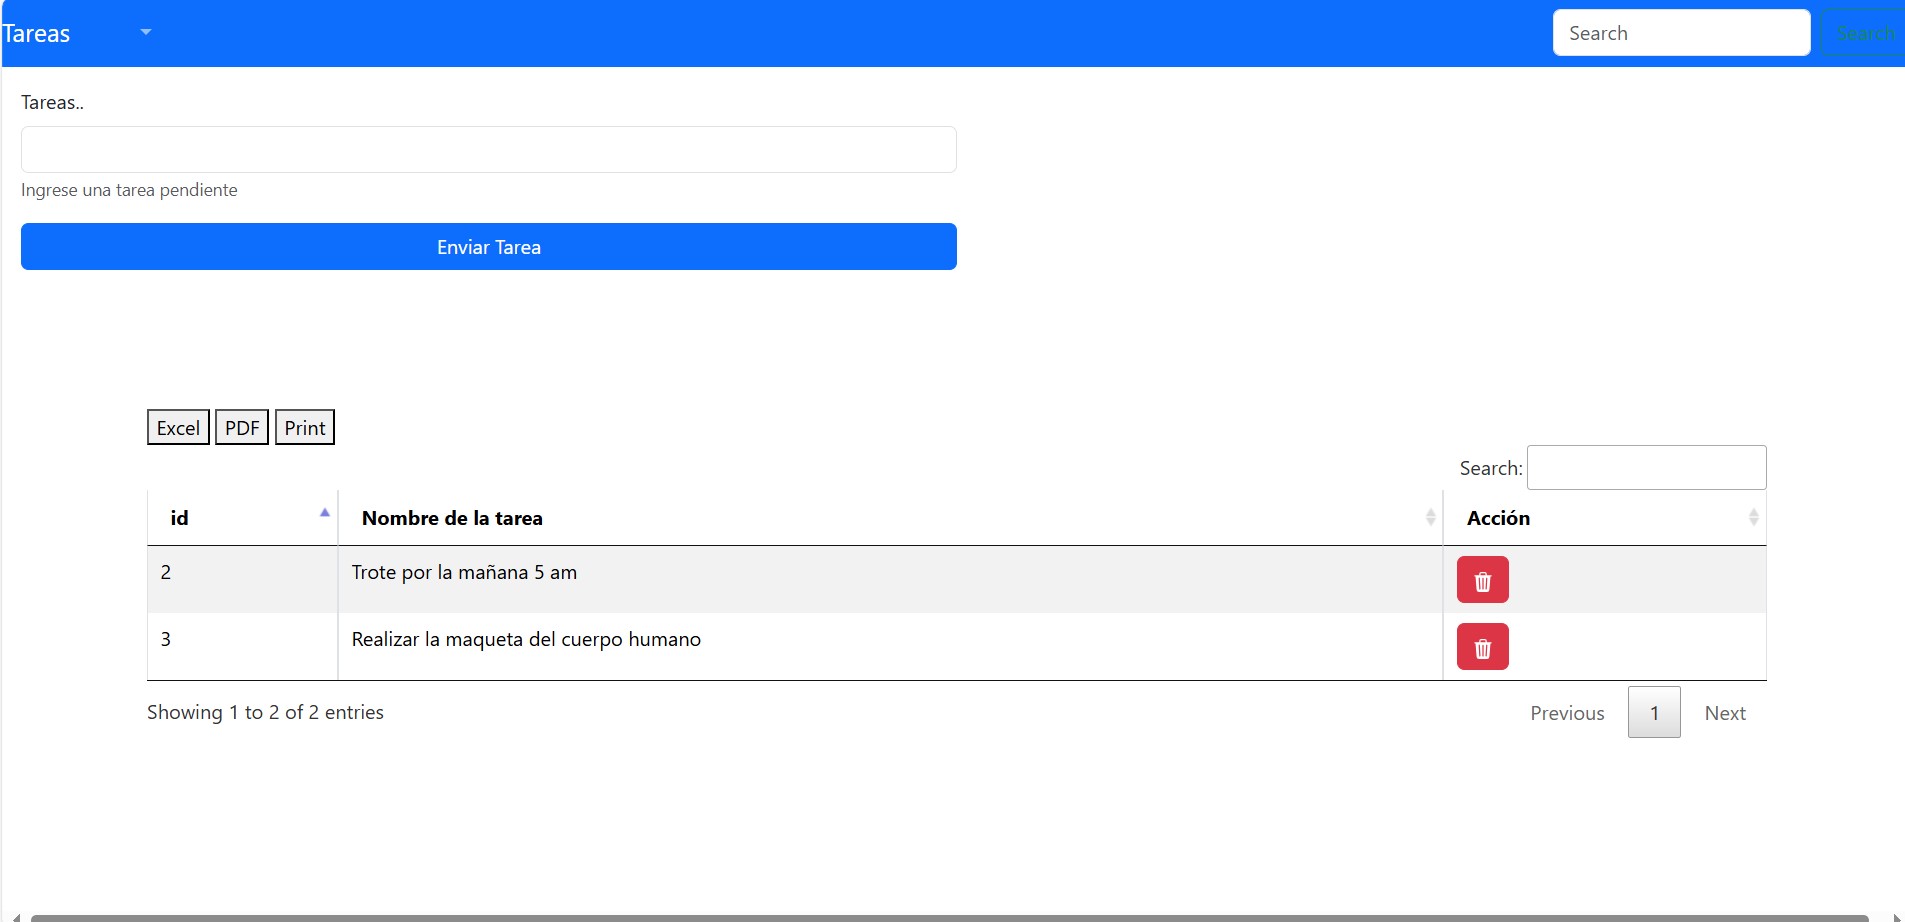 Tareas Search Search
Tareas..
Ingrese una tarea pendiente
Enviar Tarea
Excel PDF Print
Search:
id Nombre de la tarea Acción
2 Trote por la mañana 5 am
3 Realizar la maqueta del cuerpo humano
Showing 1 to 2 of 2 entries Previous 1 Next